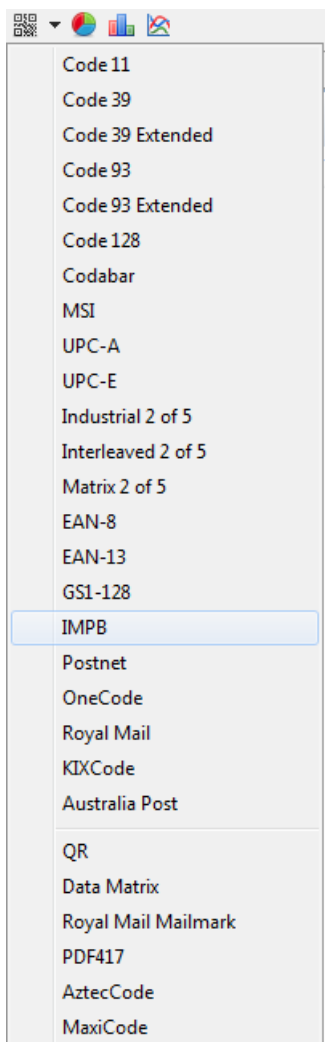 Code 11
Code 39
Code 39 Extended
Code 93
Code 93 Extended
Code 128
Codabar
MSI
UPC-A
UPC-E
Industrial 2 of 5
Interleaved 2 of 5
Matrix 2 of 5
EAN-8
EAN-13
GS1-128
IMPB
Postnet
OneCode
Royal Mail
KIXCode
Australia Post
QR
Data Matrix
Royal Mail Mailmark
PDF417
AztecCode
MaxiCode